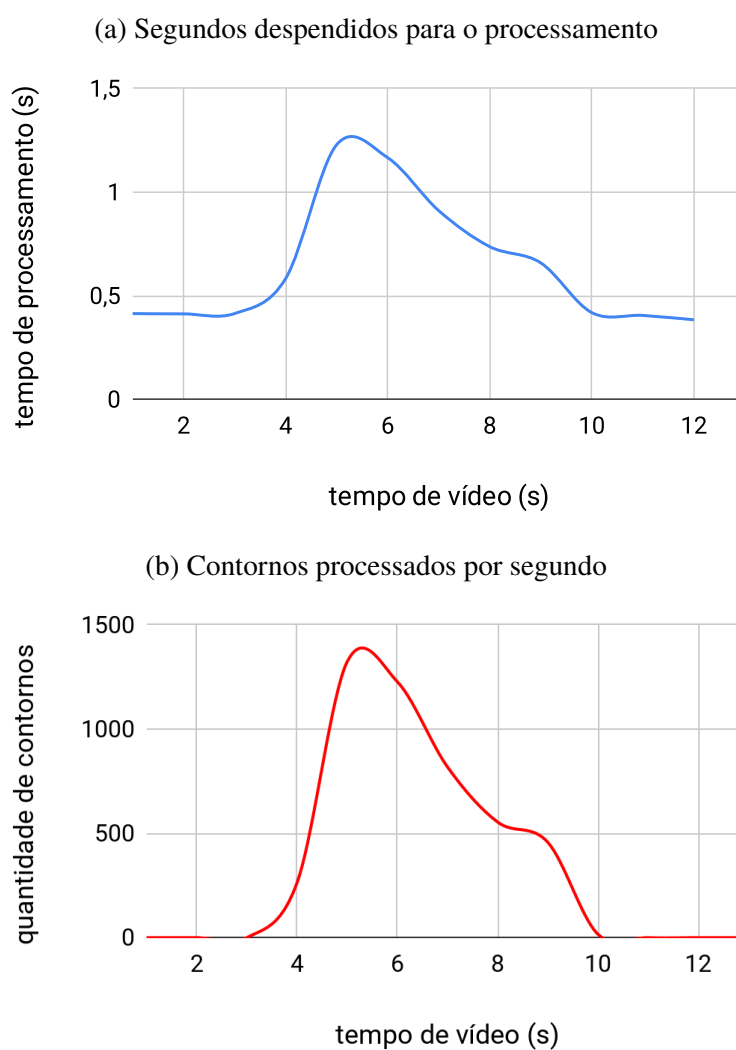 (a) Segundos despendidos para o processamento
tempo de processamento (s)
1,5
1
0,5
0
2 4 6 8 10 12
tempo de vídeo (s)
(b) Contornos processados por segundo
quantidade de contornos
1500
1000
500
0
2 4 6 8 10 12
tempo de vídeo (s)